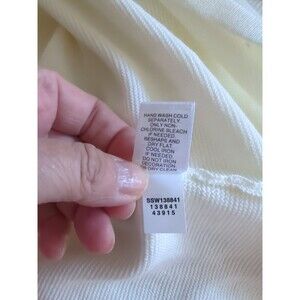 HAND WASH COLD
SEPARATELY.
ONLY NON-
CHLORINE BLEACH
IF NEEDED.
RESHAPE AND
DRY FLAT.
COOL IRON
IF NEEDED.
DO NOT IRON
DECORATION.
DRY CLEAN
SSW138841
138841
43915